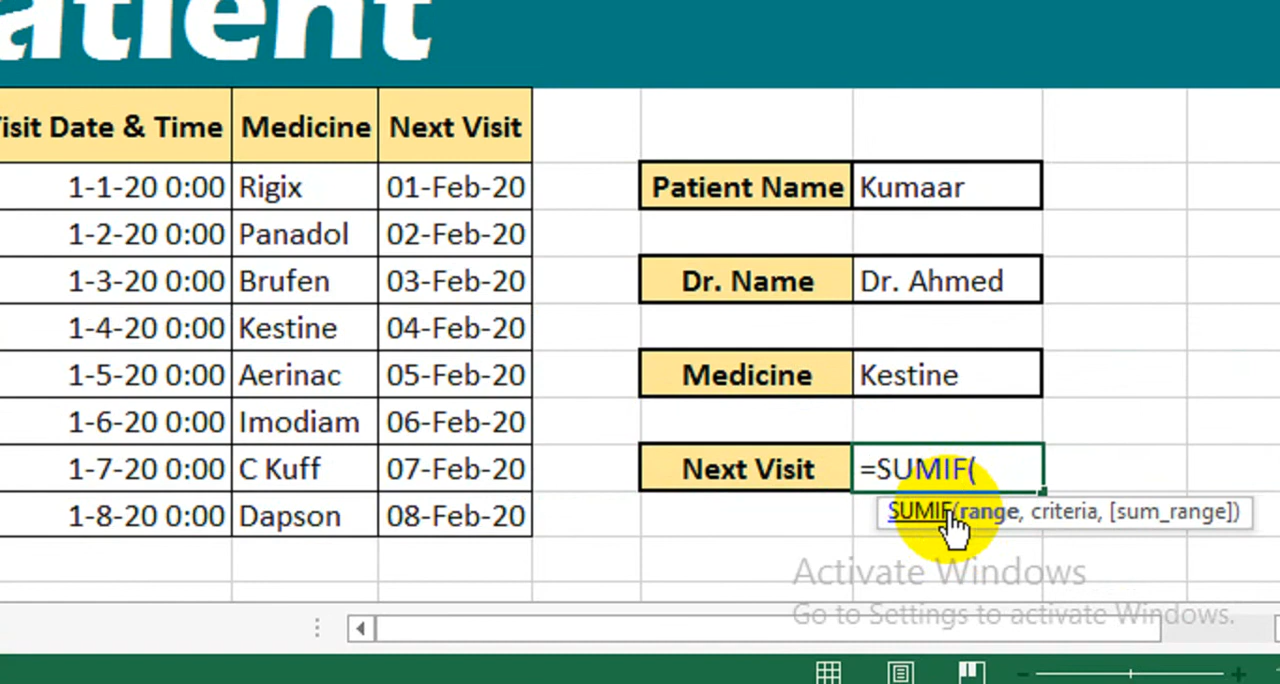 atient
isit Date & Time Medicine Next Visit
1-1-20 0:00 Rigix 01-Feb-20
Patient Name Kumaar
1-2-20 0:00 Panadol 02-Feb-20
1-3-20 0:00 Brufen 03-Feb-20
Dr. Name Dr. Ahmed
1-4-20 0:00 Kestine 04-Feb-20
1-5-20 0:00 Aerinac 05-Feb-20
Medicine Kestine
1-6-20 0:00 Imodiam 06-Feb-20
1-7-20 0:00 C Kuff 07-Feb-20
Next Visit =SUMIF(
SUMIF(range, criteria, [sum_range])
1-8-20 0:00 Dapson 08-Feb-20
Activate Windows
Go to Settings to activate Windows.